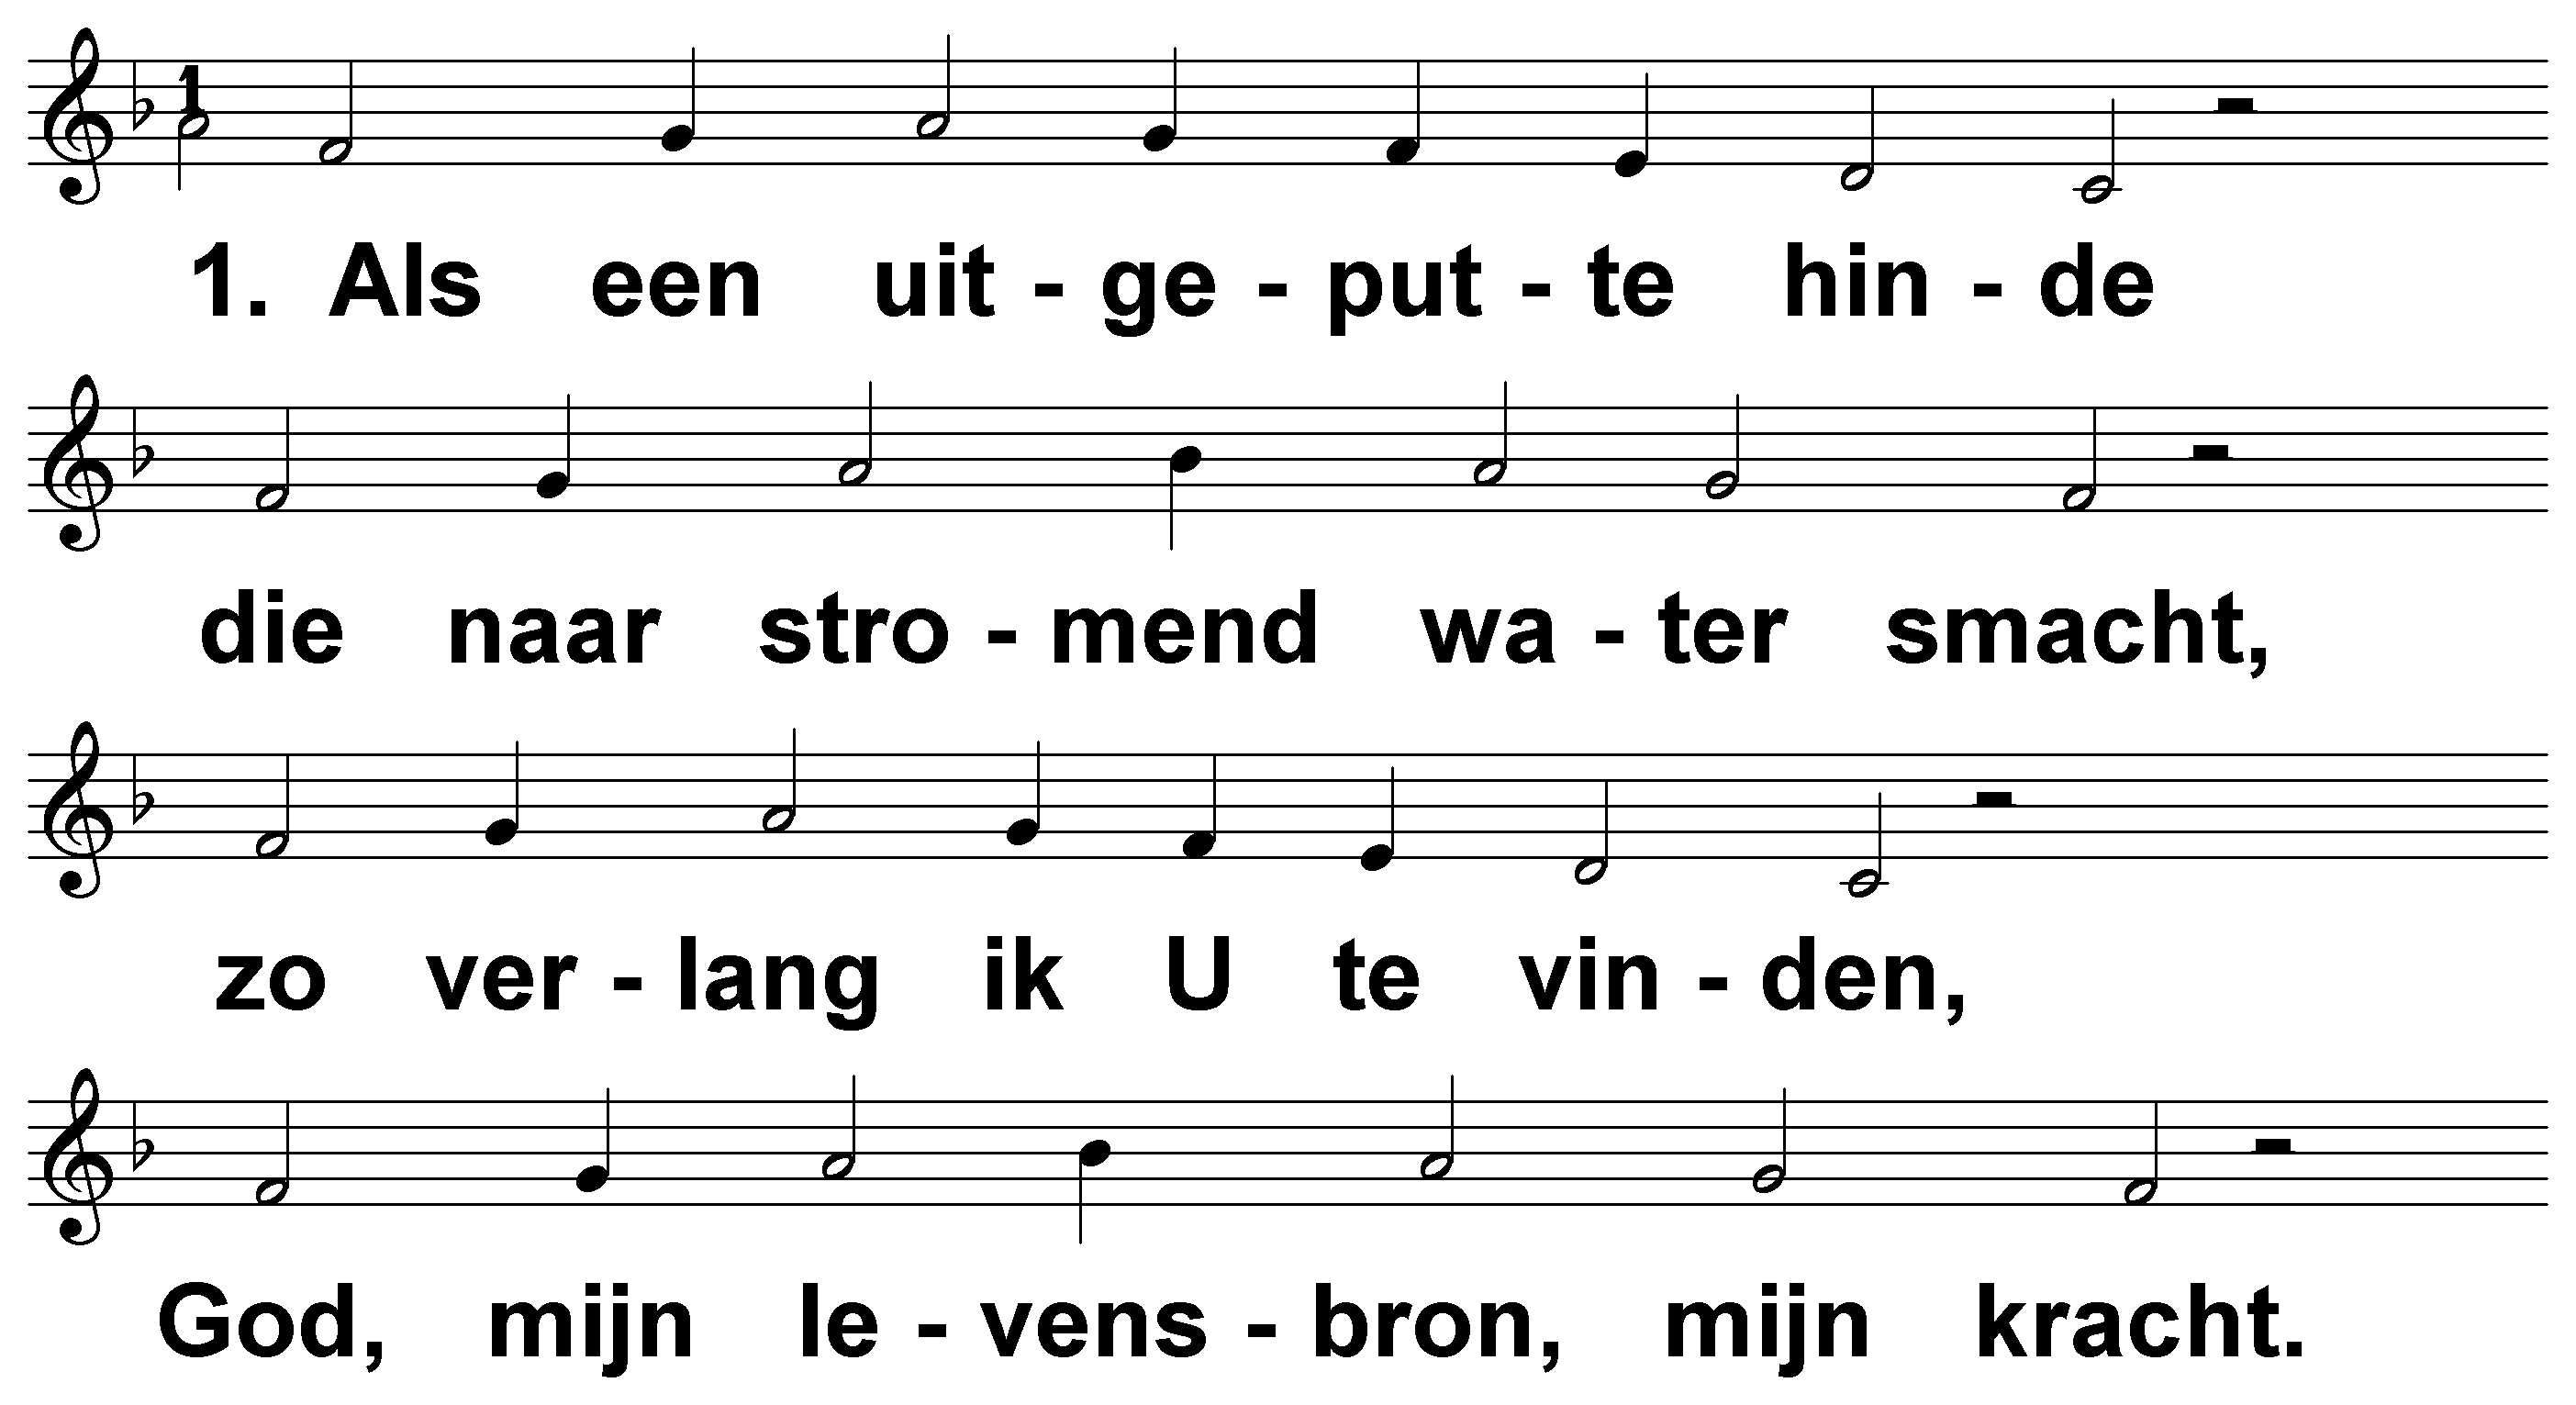 1
1. Als een uit - ge - put - te hin - de
die naar stro - mend wa - ter smacht,
zo ver - lang ik U te vin - den,
God, mijn le - vens - bron, mijn kracht.